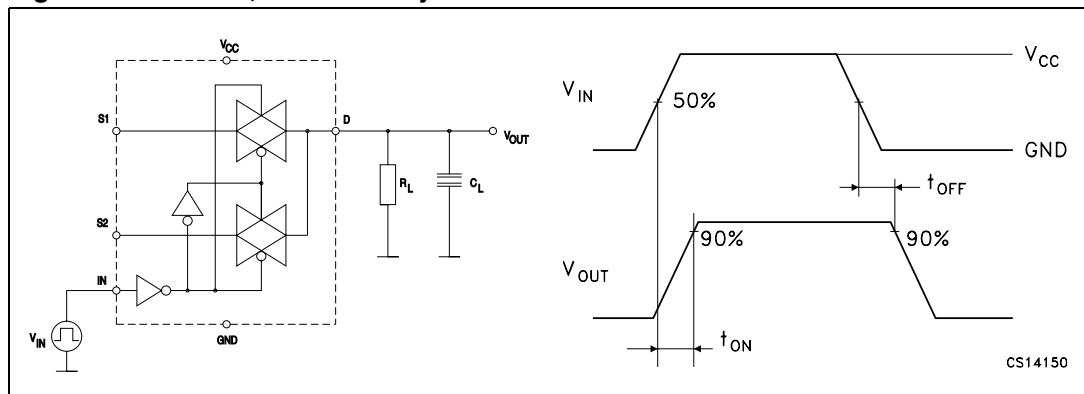 V_CC
S1
D
V_OUT
R_L
C_L
S2
IN
V_IN
GND
V_IN
50%
V_CC
GND
t_OFF
90%
90%
V_OUT
t_ON
CS14150